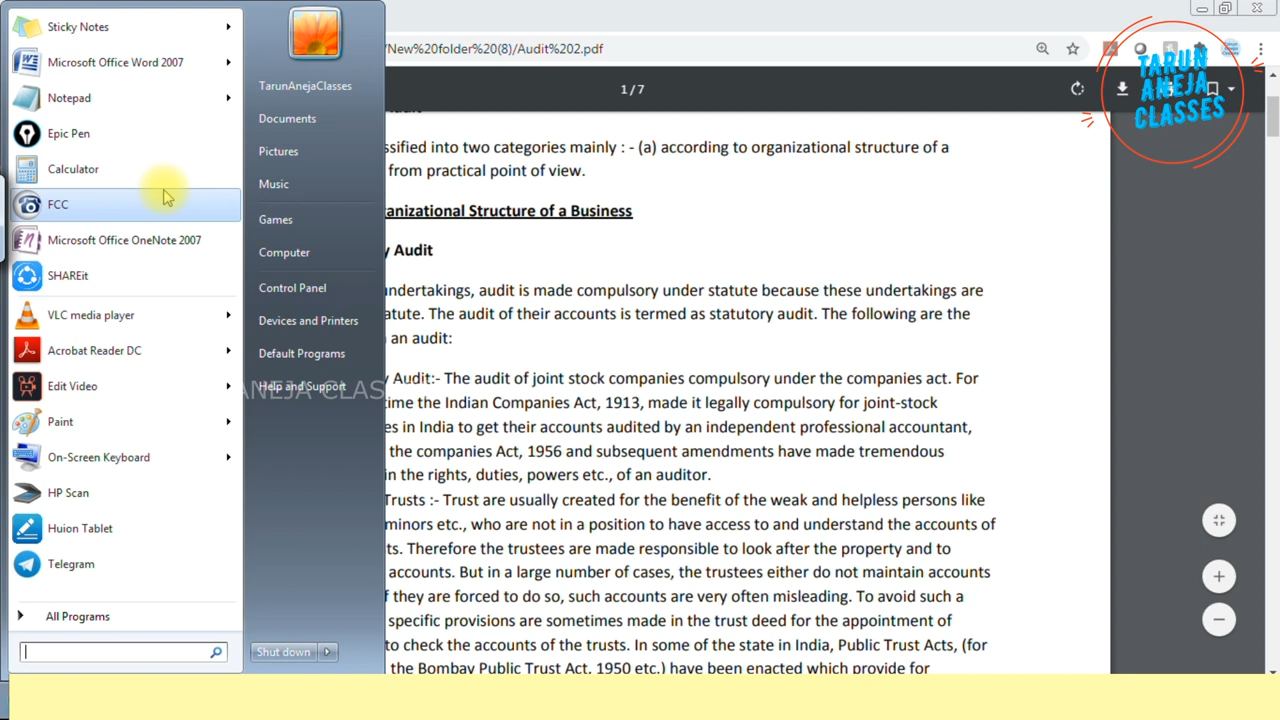 Sticky Notes
Microsoft Office Word 2007
Notepad
Epic Pen
Calculator
FCC
Microsoft Office OneNote 2007
SHAREit
VLC media player
Acrobat Reader DC
Edit Video
Paint
On-Screen Keyboard
HP Scan
Huion Tablet
Telegram
All Programs
TarunAnejaClasses
Documents
Pictures
Music
Games
Computer
Control Panel
Devices and Printers
Default Programs
Help and Support
Shut down
ANEJA CLAS
/New%20folder%20(8)/Audit%202.pdf
1 / 7
TARUN
ANEJA
CLASSES
ssified into two categories mainly : - (a) according to organizational structure of a
from practical point of view.
ganizational Structure of a Business
y Audit
undertakings, audit is made compulsory under statute because these undertakings are
atute. The audit of their accounts is termed as statutory audit. The following are the
n an audit:
y Audit:- The audit of joint stock companies compulsory under the companies act. For
time the Indian Companies Act, 1913, made it legally compulsory for joint-stock
es in India to get their accounts audited by an independent professional accountant,
the companies Act, 1956 and subsequent amendments have made tremendous
in the rights, duties, powers etc., of an auditor.
Trusts :- Trust are usually created for the benefit of the weak and helpless persons like
minors etc., who are not in a position to have access to and understand the accounts of
ts. Therefore the trustees are made responsible to look after the property and to
accounts. But in a large number of cases, the trustees either do not maintain accounts
f they are forced to do so, such accounts are very often misleading. To avoid such a
specific provisions are sometimes made in the trust deed for the appointment of
to check the accounts of the trusts. In some of the state in India, Public Trust Acts, (for
the Bombay Public Trust Act, 1950 etc.) have been enacted which provide for